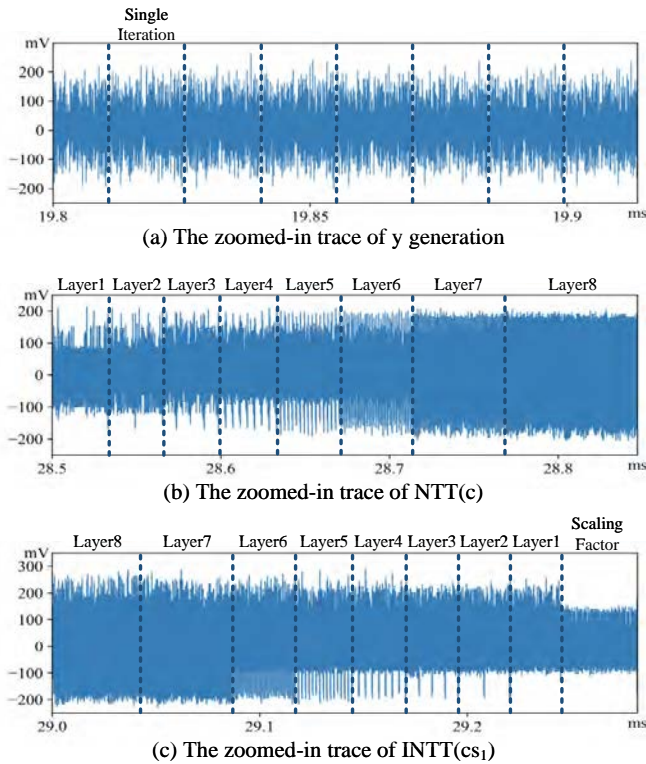 Single
Iteration
mV
200
100
0
−100
−200
19.8 19.85 19.9 ms
(a) The zoomed-in trace of y generation
Layer1 Layer2 Layer3 Layer4 Layer5 Layer6 Layer7 Layer8
mV
200
100
0
−100
−200
28.5 28.6 28.7 28.8 ms
(b) The zoomed-in trace of NTT(c)
Scaling
Layer8 Layer7 Layer6 Layer5 Layer4 Layer3 Layer2 Layer1 Factor
mV
300
200
100
0
−100
−200
29.0 29.1 29.2 ms
(c) The zoomed-in trace of INTT(cs₁)